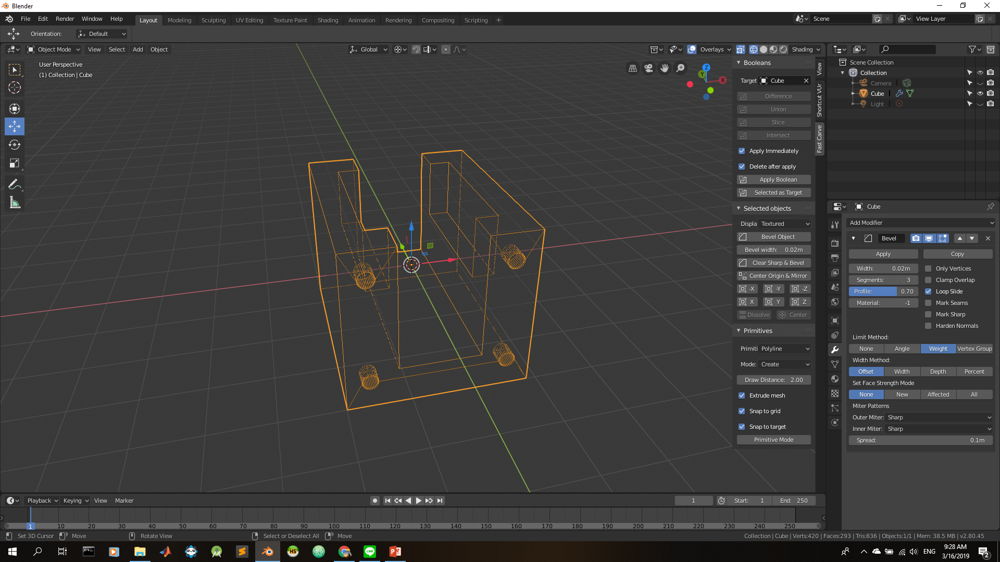 Blender
File Edit Render Window Help
Layout Modeling Sculpting UV Editing Texture Paint Shading Animation Rendering Compositing Scripting +
Scene
View Layer
Orientation: Default
Object Mode View Select Add Object
Global
Overlays
Shading
User Perspective
(1) Collection | Cube
Z
Y
X
View
Shortcut VUr
Fast Carve
Booleans
Target Cube
Difference
Union
Slice
Intersect
Apply Immediately
Delete after apply
Apply Boolean
Selected as Target
Selected objects
Displa Textured
Bevel Object
Bevel width: 0.02m
Clear Sharp & Bevel
Center Origin & Mirror
-X -Y -Z
X Y Z
Dissolve Center
Primitives
Primiti Polyline
Mode: Create
Draw Distance: 2.00
Extrude mesh
Snap to grid
Snap to target
Primitive Mode
Scene Collection
Collection
Camera
Cube
Light
Cube
Add Modifier
Bevel
Apply Copy
Width: 0.02m
Segments: 3
Profile: 0.70
Material: -1
Only Vertices
Clamp Overlap
Loop Slide
Mark Seams
Mark Sharp
Harden Normals
Limit Method:
None Angle Weight Vertex Group
Width Method:
Offset Width Depth Percent
Set Face Strength Mode
None New Affected All
Miter Patterns
Outer Miter: Sharp
Inner Miter: Sharp
Spread: 0.1m
Playback Keying View Marker
1
Start: 1
End: 250
1 10 20 30 40 50 60 70 80 90 100 110 120 130 140 150 160 170 180 190 200 210 220 230 240 250
Set 3D Cursor Move Rotate View Select or Deselect All Move
Collection | Cube | Verts:420 | Faces:293 | Tris:836 | Objects:1/1 | Mem: 38.5 MB | v2.80.45
HS
LINE
ENG
9:28 AM
3/16/2019
2